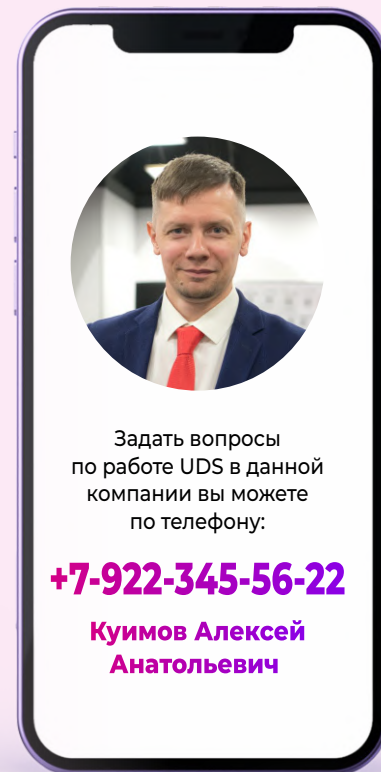 Задать вопросы
по работе UDS в данной
компании вы можете
по телефону:
+7-922-345-56-22
Куимов Алексей
Анатольевич